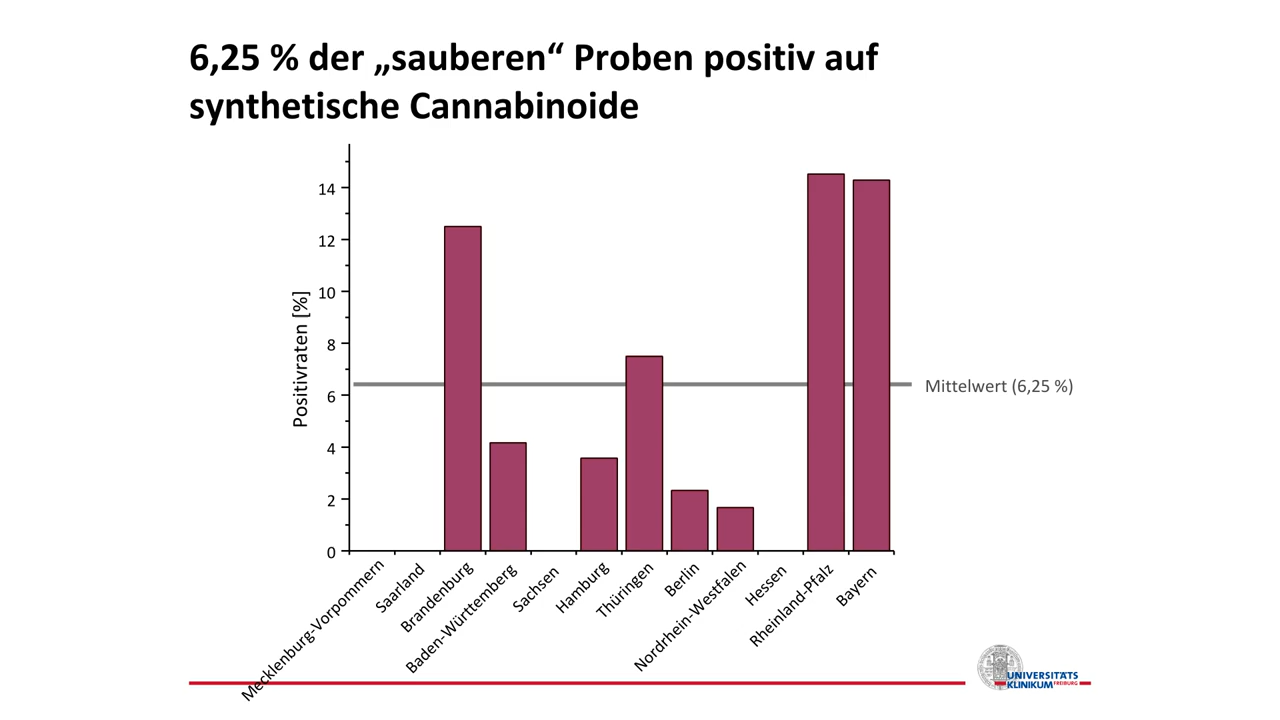 6,25 % der „sauberen“ Proben positiv auf
synthetische Cannabinoide
Positivraten [%]
14
12
10
8
6
4
2
0
Mittelwert (6,25 %)
Mecklenburg-Vorpommern
Saarland
Brandenburg
Baden-Württemberg
Sachsen
Hamburg
Thüringen
Berlin
Nordrhein-Westfalen
Hessen
Rheinland-Pfalz
Bayern
UNIVERSITÄTS
KLINIKUM FREIBURG